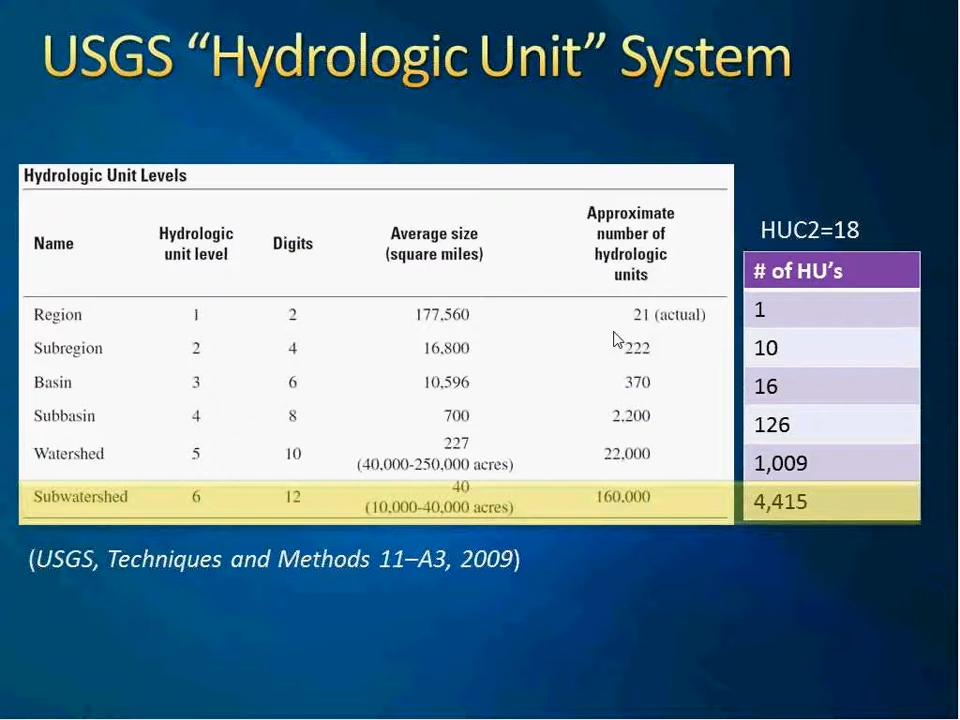 USGS “Hydrologic Unit” System
Hydrologic Unit Levels
Name
Hydrologic
unit level
Digits
Average size
(square miles)
Approximate
number of
hydrologic
units
HUC2=18
# of HU’s
Region 1 2 177,560 21 (actual) 1
Subregion 2 4 16,800 222 10
Basin 3 6 10,596 370 16
Subbasin 4 8 700 2,200 126
Watershed 5 10 227 22,000 1,009
(40,000-250,000 acres)
Subwatershed 6 12 40 160,000 4,415
(10,000-40,000 acres)
(USGS, Techniques and Methods 11–A3, 2009)